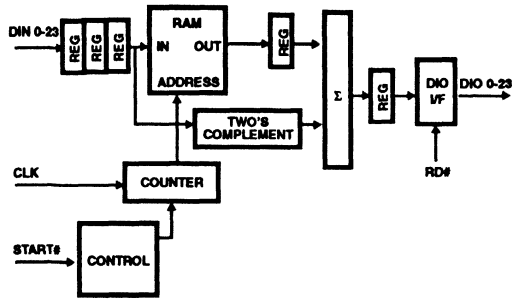 DIN 0-23
REG
REG
REG
RAM
IN OUT
ADDRESS
REG
TWO'S
COMPLEMENT
Σ
REG
DIO
I/F
DIO 0-23
RD#
CLK
COUNTER
START#
CONTROL